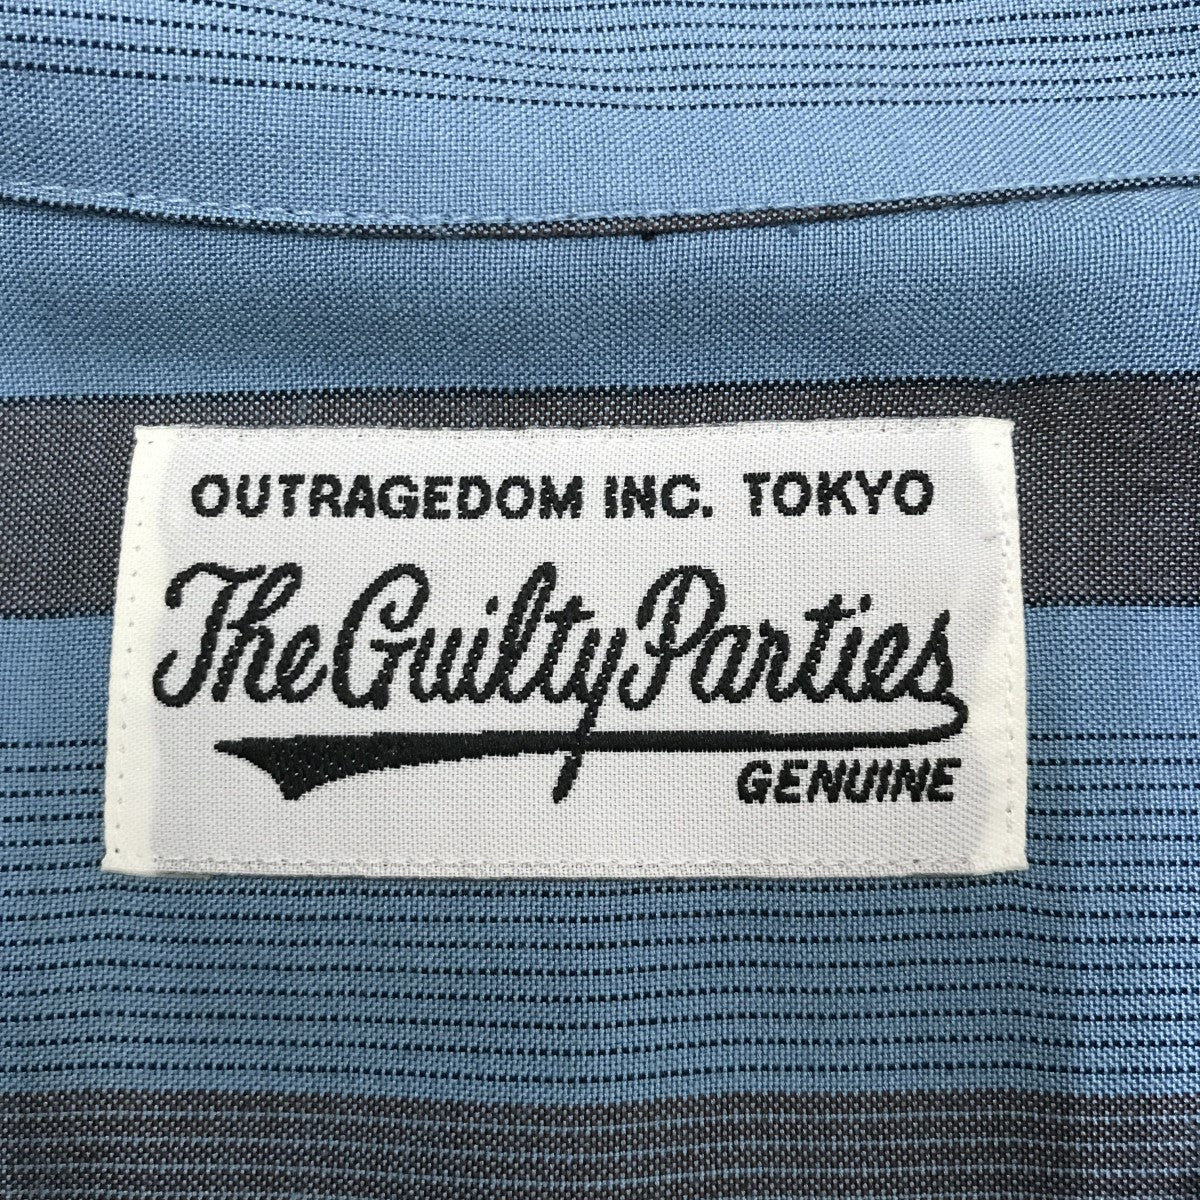 OUTRAGEDOM INC. TOKYO
The Guilty Parties
GENUINE